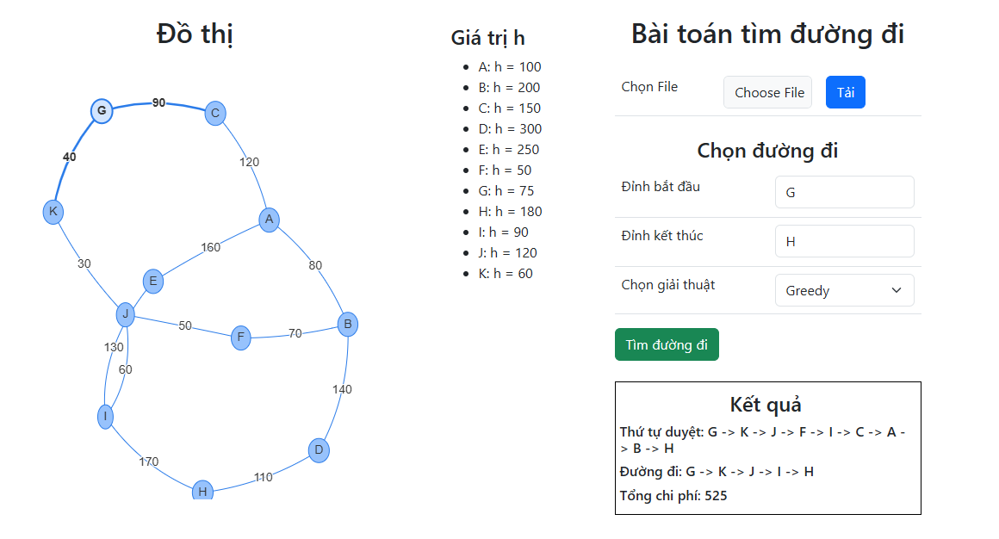 Đồ thị
G
90
C
40
120
K
A
160
30
80
E
J
50
F
70
B
130
60
140
I
D
170
110
H
Giá trị h
A: h = 100
B: h = 200
C: h = 150
D: h = 300
E: h = 250
F: h = 50
G: h = 75
H: h = 180
I: h = 90
J: h = 120
K: h = 60
Bài toán tìm đường đi
Chọn File
Choose File
Tải
Chọn đường đi
Đỉnh bắt đầu
G
Đỉnh kết thúc
H
Chọn giải thuật
Greedy
Tìm đường đi
Kết quả
Thứ tự duyệt: G -> K -> J -> F -> I -> C -> A -
> B -> H
Đường đi: G -> K -> J -> I -> H
Tổng chi phí: 525